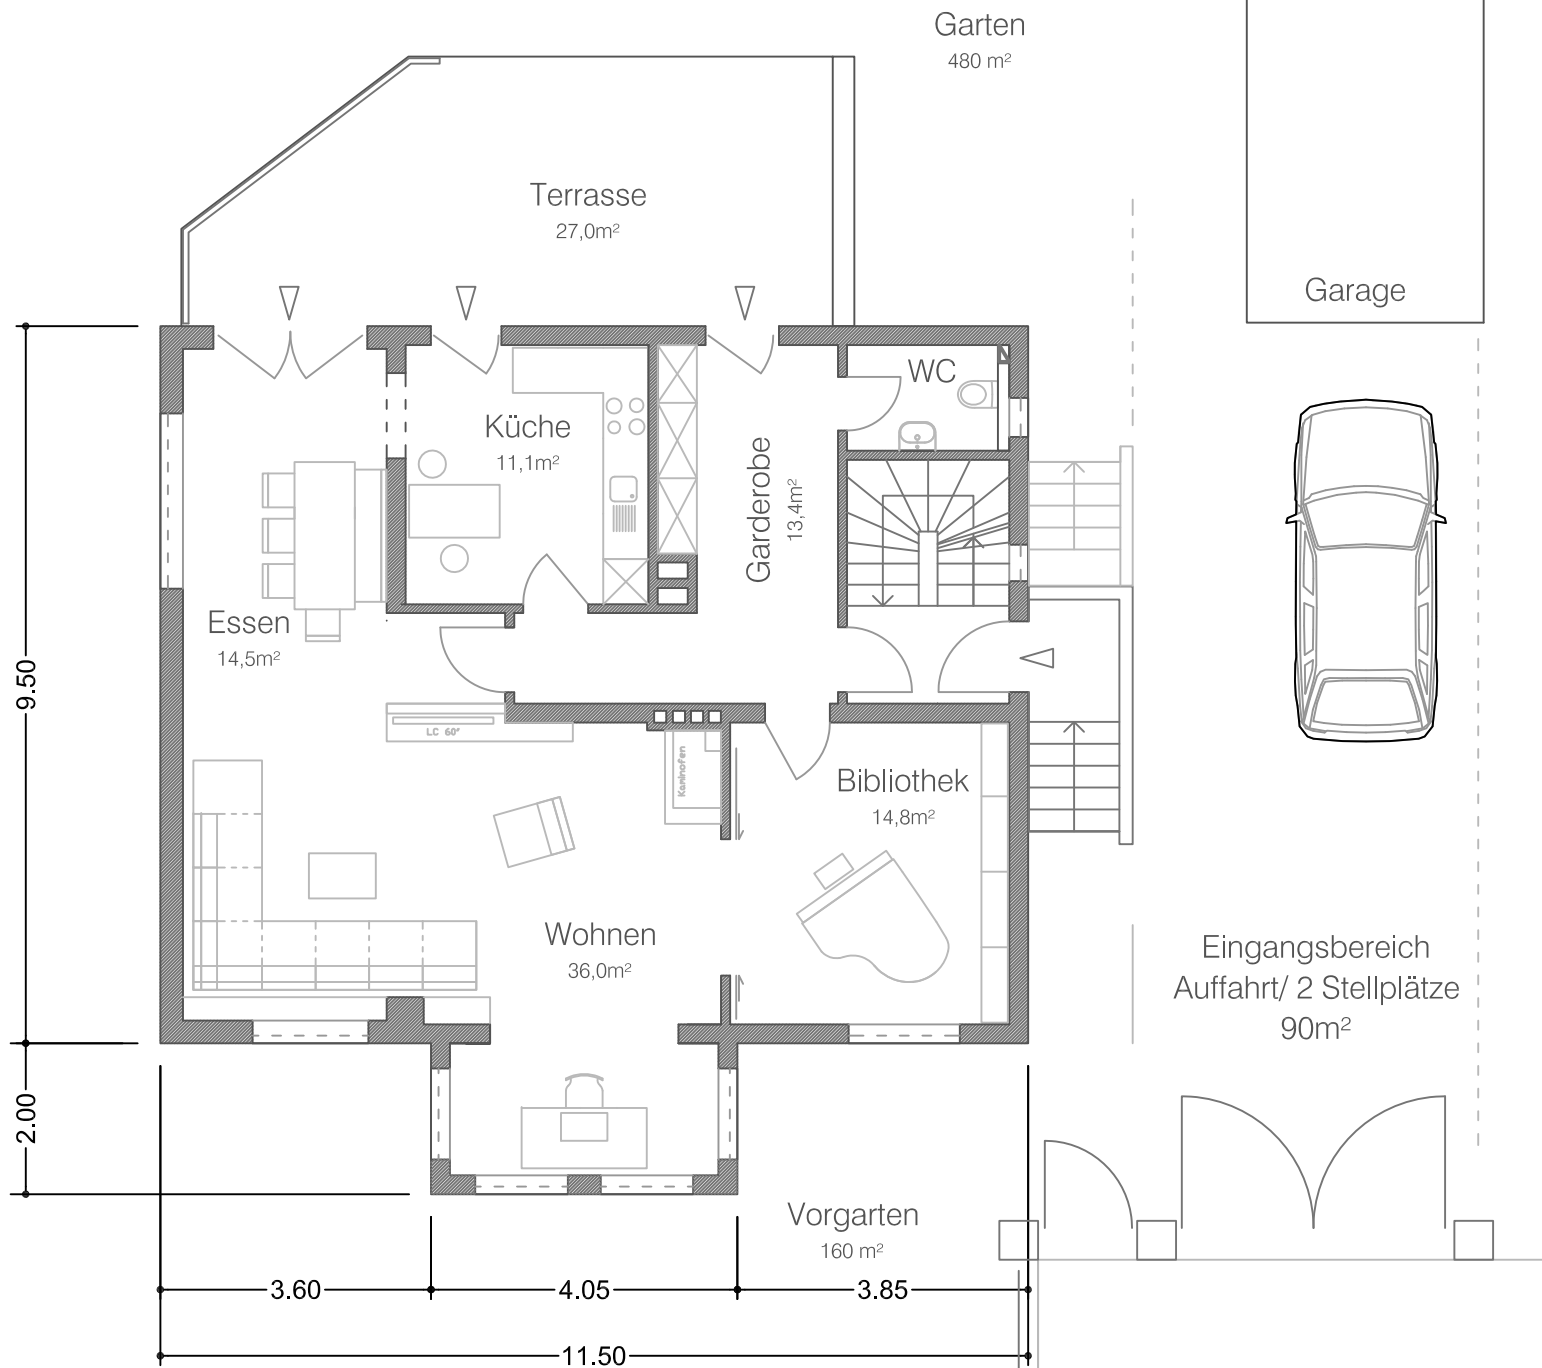 Garten
480 m²
Terrasse
27,0m²
Garage
WC
Küche
11,1m²
Garderobe
13,4m²
Essen
14,5m²
9.50
LC 60"
Kaminofen
Bibliothek
14,8m²
Wohnen
36,0m²
Eingangsbereich
Auffahrt/ 2 Stellplätze
90m²
2.00
Vorgarten
160 m²
3.60
4.05
3.85
11.50